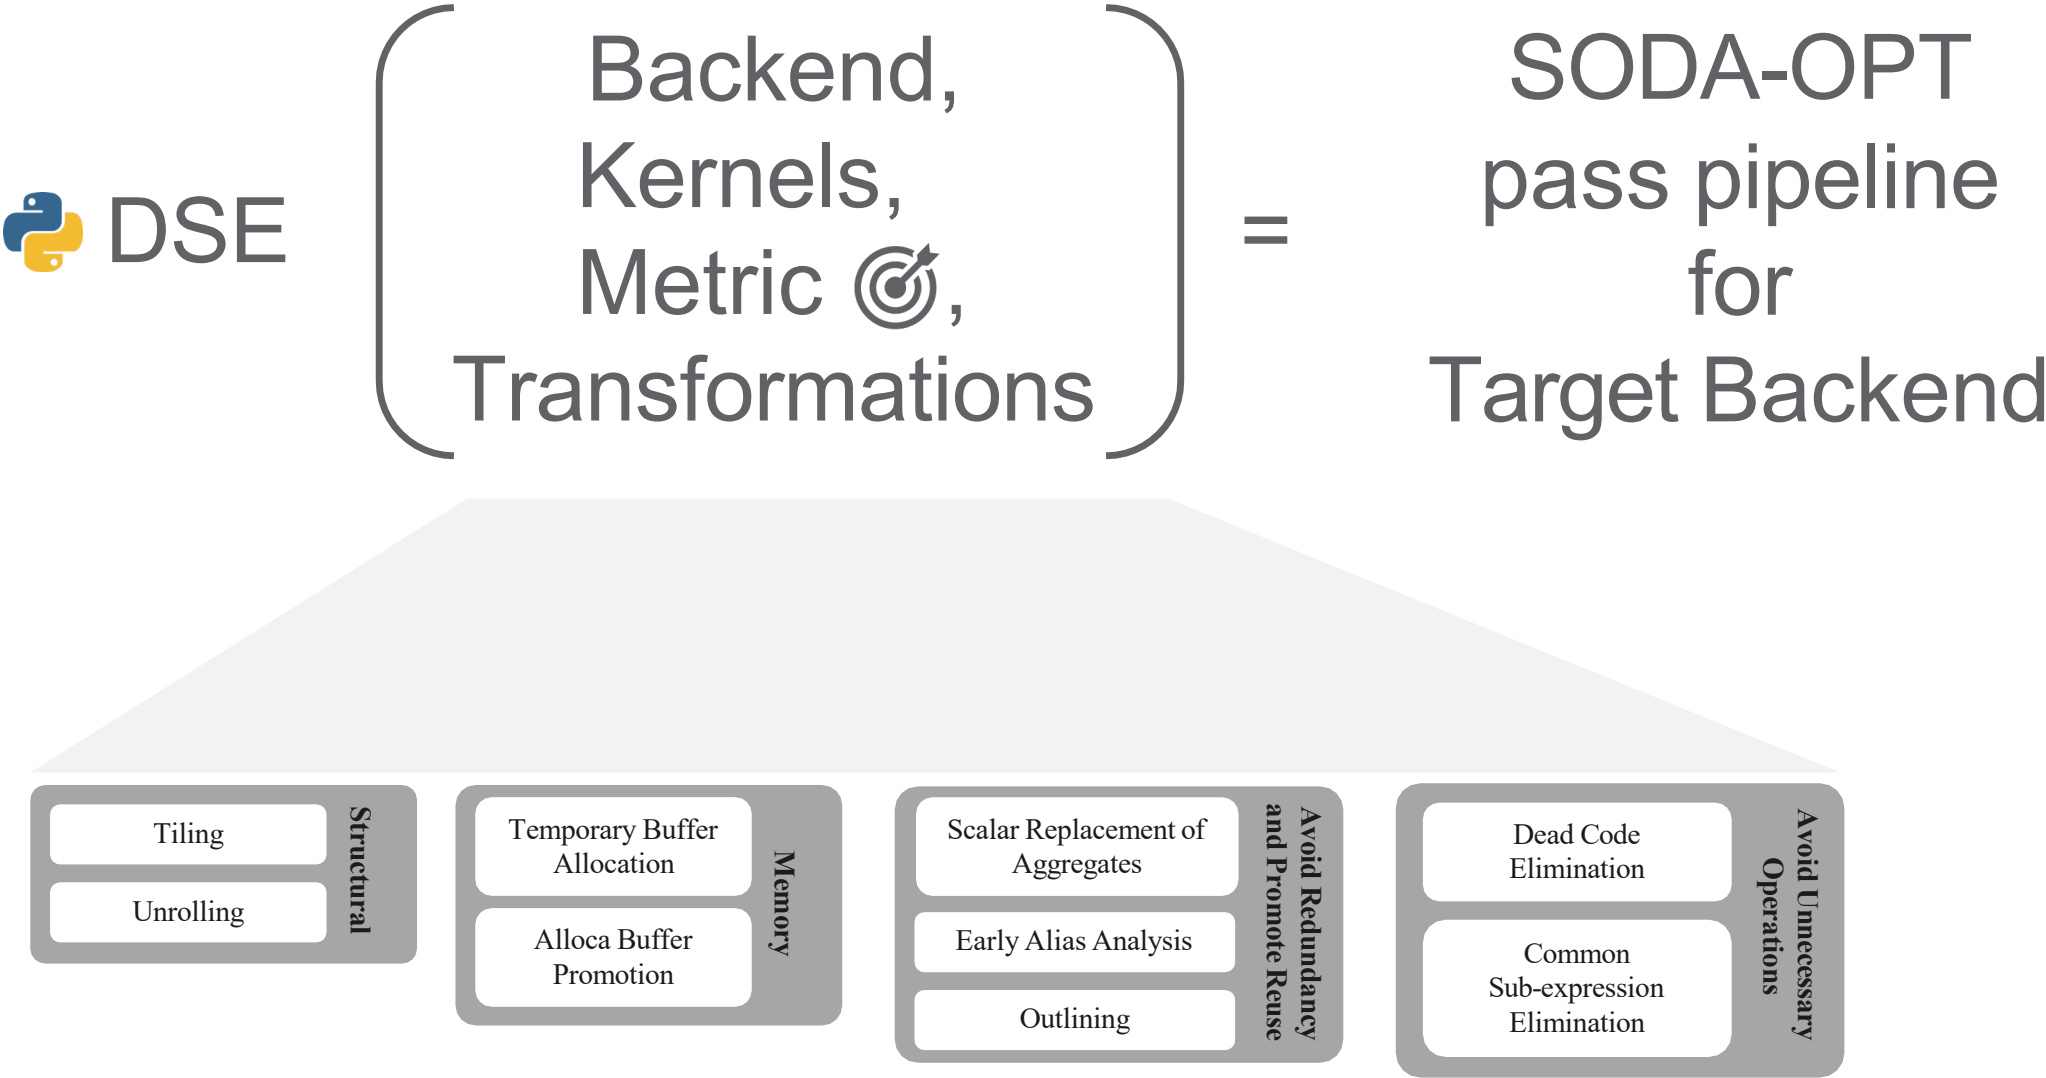 DSE
Backend,
Kernels,
Metric ,
Transformations
=
SODA-OPT
pass pipeline
for
Target Backend
Tiling
Unrolling
Structural
Temporary Buffer
Allocation
Alloca Buffer
Promotion
Memory
Scalar Replacement of
Aggregates
Early Alias Analysis
Outlining
Avoid Redundancy
and Promote Reuse
Dead Code
Elimination
Common
Sub-expression
Elimination
Avoid Unnecessary
Operations